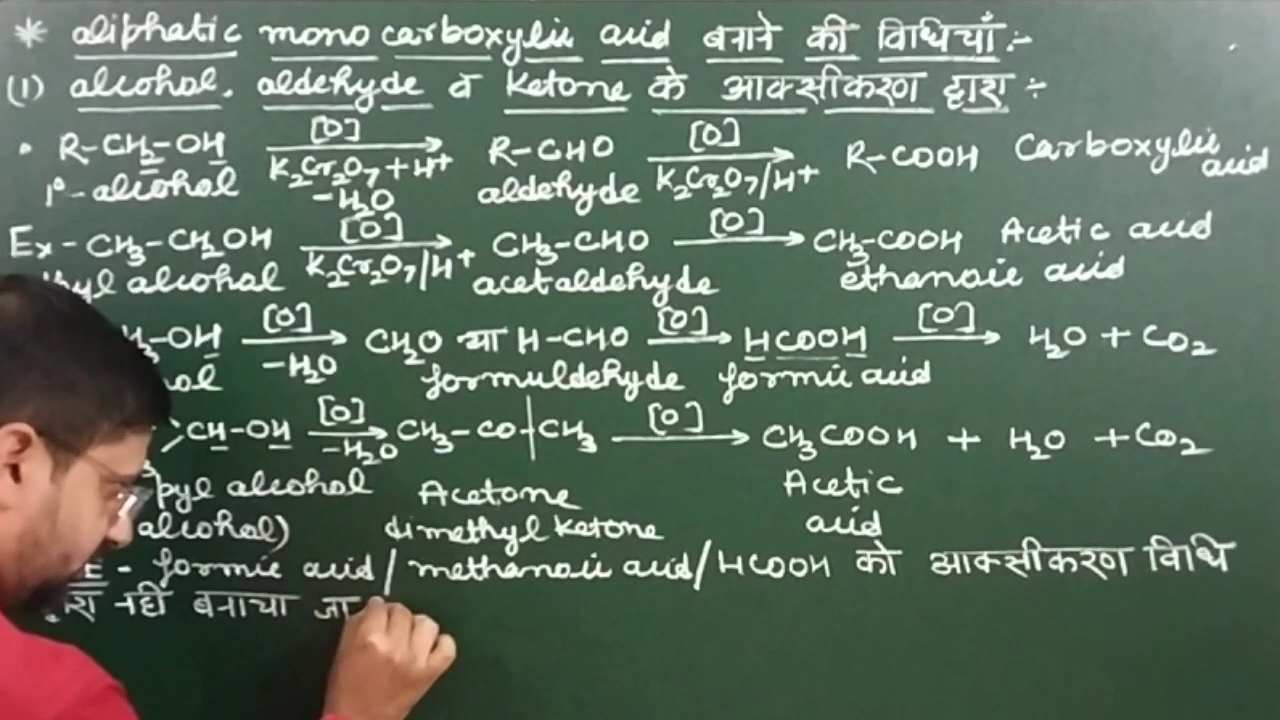 * aliphatic mono carboxylic acid बनाने की विधियाँ :-
(1) alcohol, aldehyde व Ketone के आक्सीकरण द्वारा ÷
• R-CH₂-OH [O] K₂Cr₂O₇+H⁺ -H₂O R-CHO [O] K₂Cr₂O₇/H⁺ R-COOH Carboxylic acid
1°-alcohol aldehyde
Ex - CH₃-CH₂OH [O] K₂Cr₂O₇/H⁺ CH₃-CHO [O] CH₃-COOH Acetic acid
alcohol acetaldehyde ethanoic acid
-OH [O] -H₂O CH₂O या H-CHO [O] HCOOH [O] H₂O + CO₂
formuldehyde formic acid
CH-OH [O] -H₂O CH₃-CO-CH₃ [O] CH₃COOH + H₂O + CO₂
pyl alcohol Acetone Acetic
alcohol) dimethyl Ketone acid
E - formic acid/methanoic acid/HCOOH को आक्सीकरण विधि
रा नहीं बनाया जा